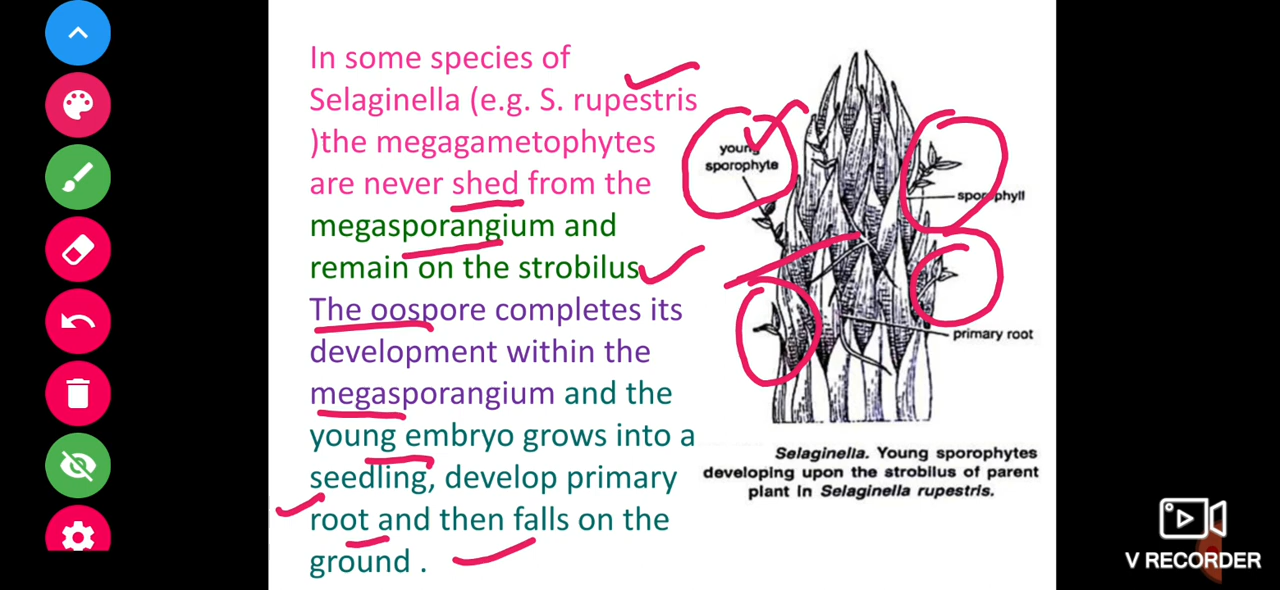 In some species of
Selaginella (e.g. S. rupestris
)the megagametophytes
are never shed from the
megasporangium and
remain on the strobilus
The oospore completes its
development within the
megasporangium and the
young embryo grows into a
seedling, develop primary
root and then falls on the
ground .
young
sporophyte
sporophyll
primary root
Selaginella. Young sporophytes
developing upon the strobilus of parent
plant in Selaginella rupestris.
V RECORDER